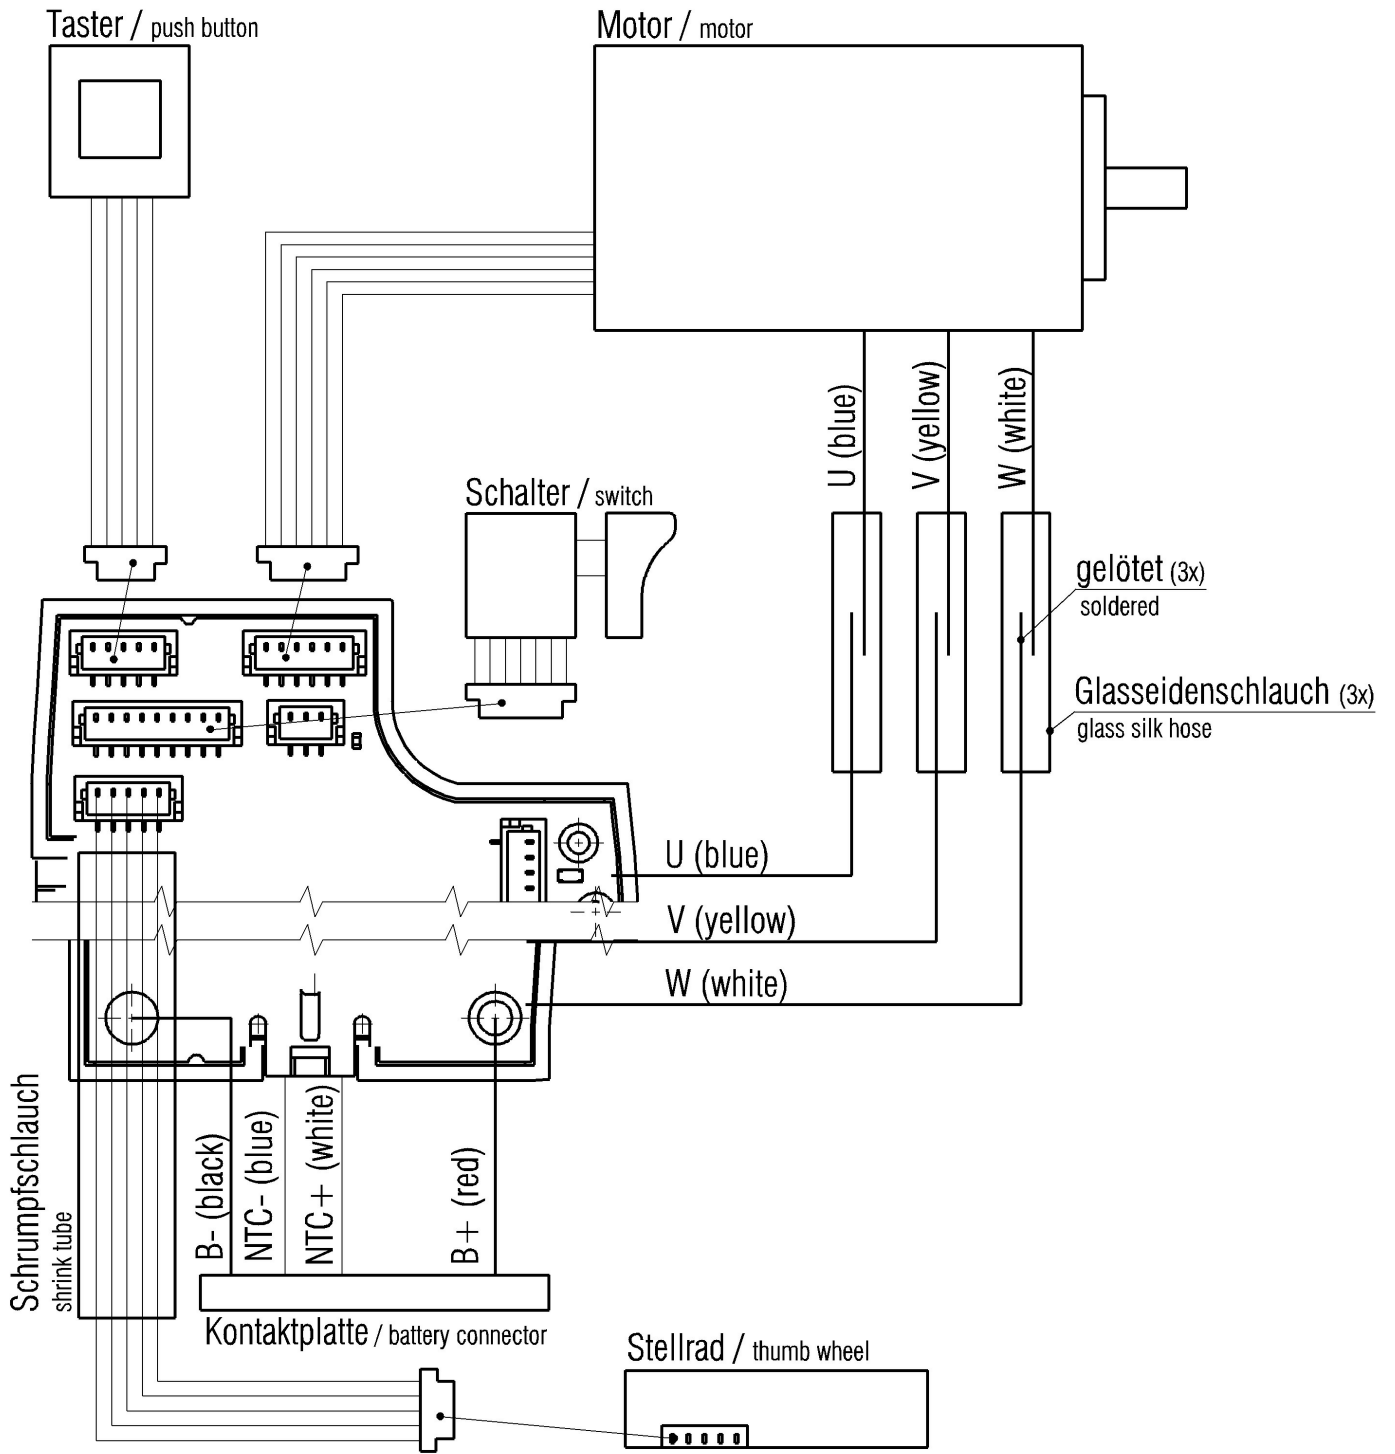 Taster / push button
Motor / motor
U (blue)
V (yellow)
W (white)
Schalter / switch
gelötet (3x)
soldered
Glasseidenschlauch (3x)
glass silk hose
U (blue)
V (yellow)
W (white)
Schrumpfschlauch
shrink tube
B- (black)
NTC- (blue)
NTC+ (white)
B+ (red)
Kontaktplatte / battery connector
Stellrad / thumb wheel